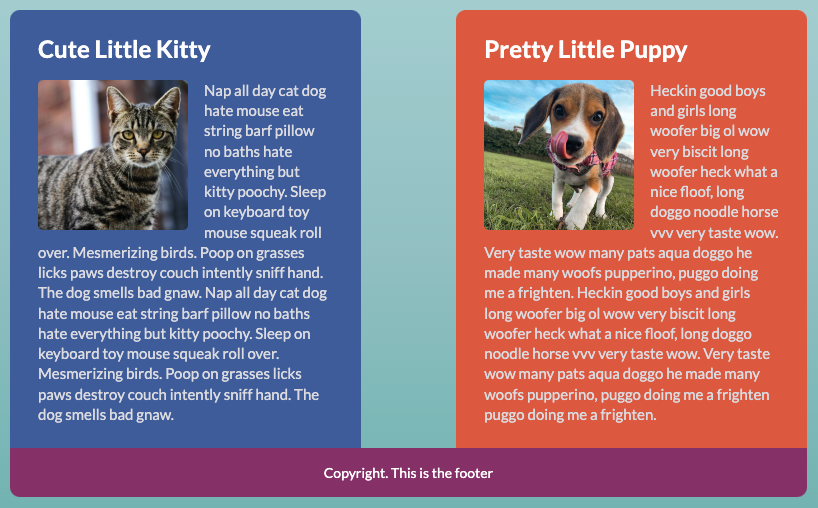 Cute Little Kitty
Nap all day cat dog
hate mouse eat
string barf pillow
no baths hate
everything but
kitty poochy. Sleep
on keyboard toy
mouse squeak roll
over. Mesmerizing birds. Poop on grasses
licks paws destroy couch intently sniff hand.
The dog smells bad gnaw. Nap all day cat dog
hate mouse eat string barf pillow no baths
hate everything but kitty poochy. Sleep on
keyboard toy mouse squeak roll over.
Mesmerizing birds. Poop on grasses licks
paws destroy couch intently sniff hand. The
dog smells bad gnaw.
Pretty Little Puppy
Heckin good boys
and girls long
woofer big ol wow
very biscit long
woofer heck what a
nice floof, long
doggo noodle horse
vvv very taste wow.
Very taste wow many pats aqua doggo he
made many woofs pupperino, puggo doing
me a frighten. Heckin good boys and girls
long woofer big ol wow very biscit long
woofer heck what a nice floof, long doggo
noodle horse vvv very taste wow. Very taste
wow many pats aqua doggo he made many
woofs pupperino, puggo doing me a frighten
puggo doing me a frighten.
Copyright. This is the footer